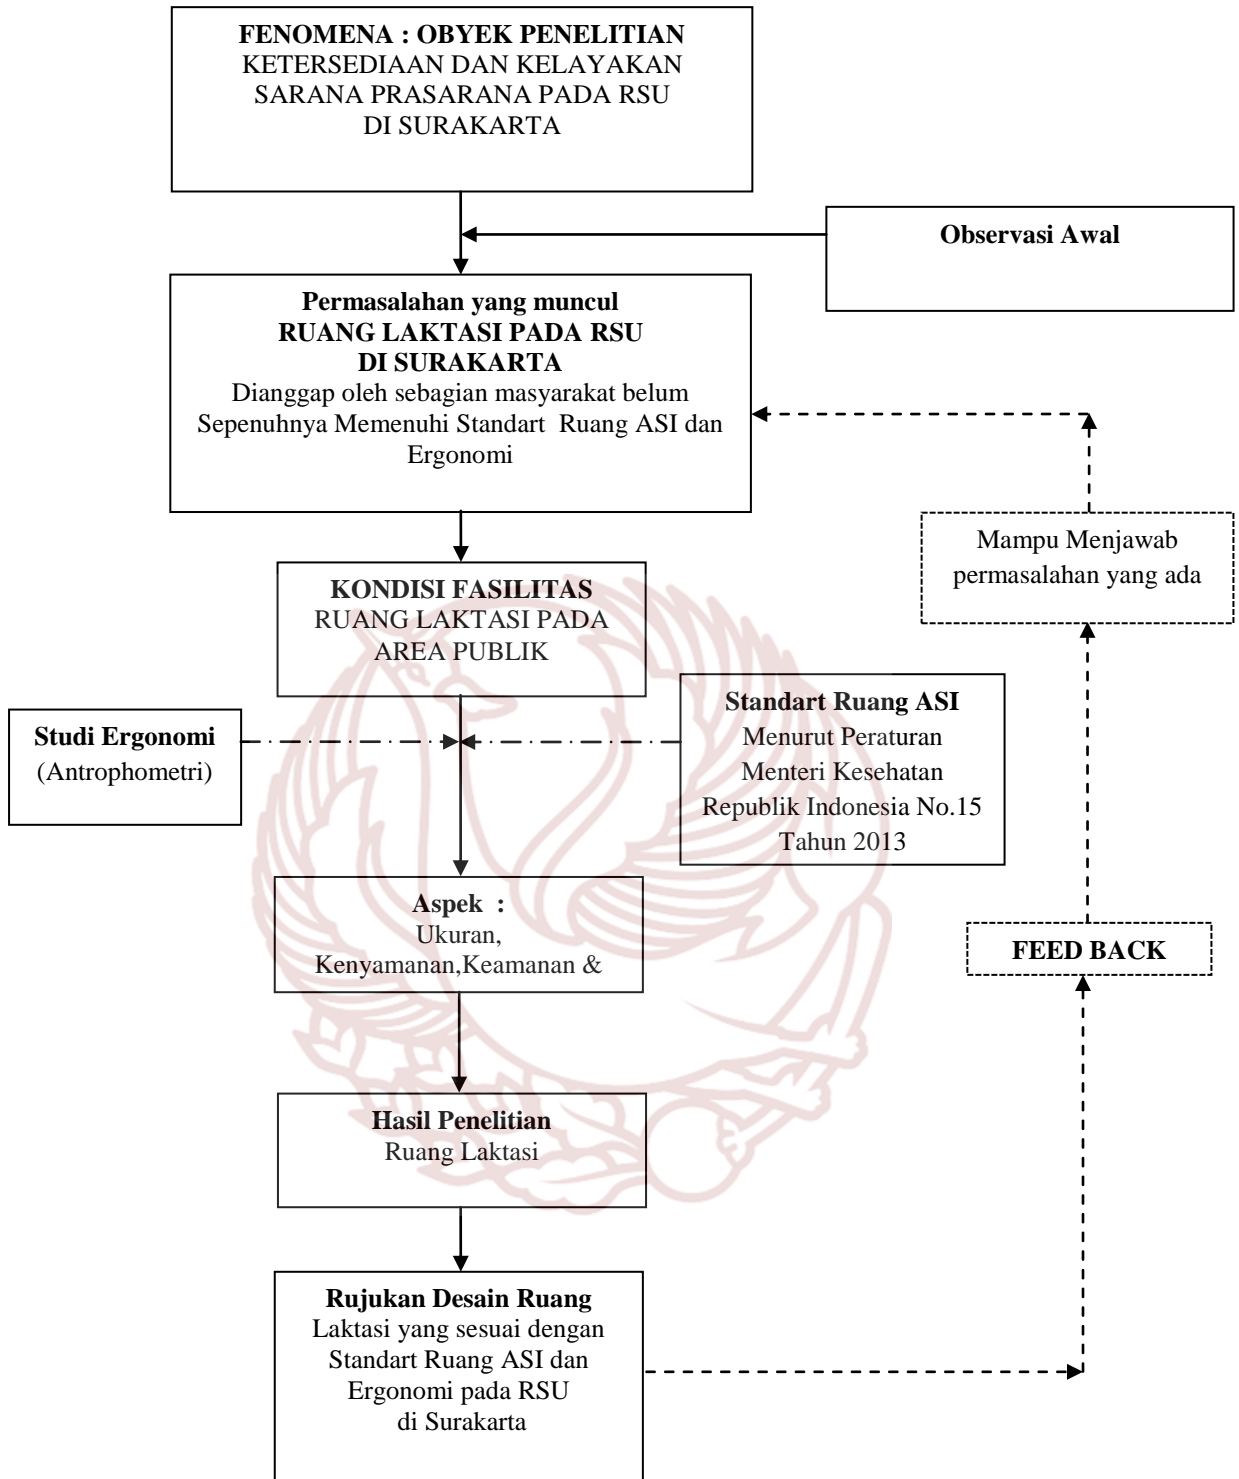 FENOMENA : OBYEK PENELITIAN
KETERSEDIAAN DAN KELAYAKAN
SARANA PRASARANA PADA RSU
DI SURAKARTA
Observasi Awal
Permasalahan yang muncul
RUANG LAKTASI PADA RSU
DI SURAKARTA
Dianggap oleh sebagian masyarakat belum
Sepenuhnya Memenuhi Standart Ruang ASI dan
Ergonomi
Mampu Menjawab
permasalahan yang ada
KONDISI FASILITAS
RUANG LAKTASI PADA
AREA PUBLIK
Studi Ergonomi
(Antrophometri)
Standart Ruang ASI
Menurut Peraturan
Menteri Kesehatan
Republik Indonesia No.15
Tahun 2013
Aspek :
Ukuran,
Kenyamanan,Keamanan &
FEED BACK
Hasil Penelitian
Ruang Laktasi
Rujukan Desain Ruang
Laktasi yang sesuai dengan
Standart Ruang ASI dan
Ergonomi pada RSU
di Surakarta